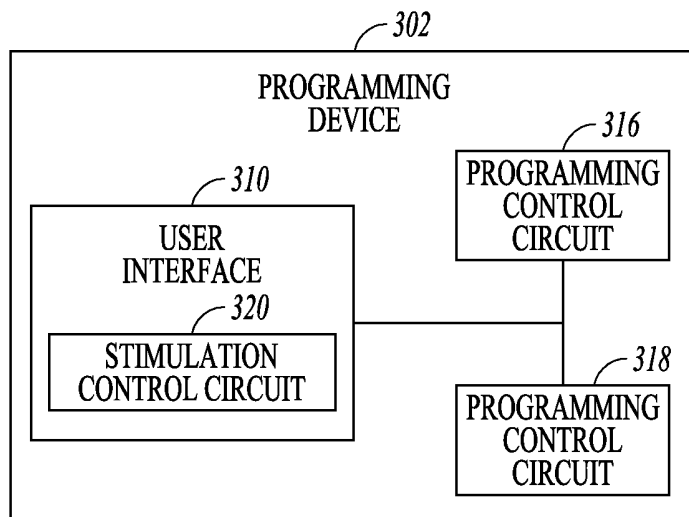 302
PROGRAMMING
DEVICE
316
PROGRAMMING
CONTROL
CIRCUIT
310
USER
INTERFACE
320
STIMULATION
CONTROL CIRCUIT
318
PROGRAMMING
CONTROL
CIRCUIT